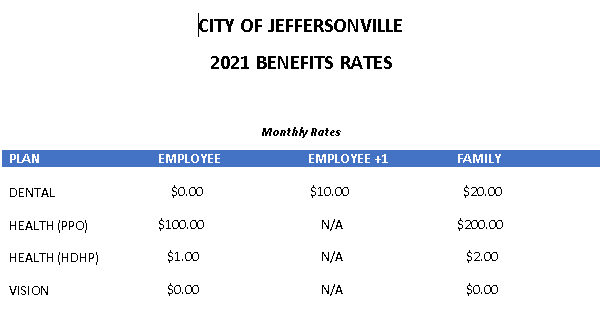 CITY OF JEFFERSONVILLE
2021 BENEFITS RATES
Monthly Rates
PLAN EMPLOYEE EMPLOYEE +1 FAMILY
DENTAL $0.00 $10.00 $20.00
HEALTH (PPO) $100.00 N/A $200.00
HEALTH (HDHP) $1.00 N/A $2.00
VISION $0.00 N/A $0.00